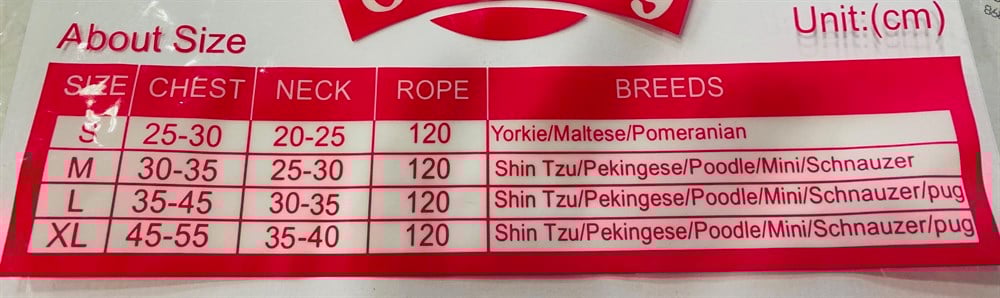 About Size
Unit:(cm)
SIZE CHEST NECK ROPE BREEDS
S 25-30 20-25 120 Yorkie/Maltese/Pomeranian
M 30-35 25-30 120 Shin Tzu/Pekingese/Poodle/Mini/Schnauzer
L 35-45 30-35 120 Shin Tzu/Pekingese/Poodle/Mini/Schnauzer/pug
XL 45-55 35-40 120 Shin Tzu/Pekingese/Poodle/Mini/Schnauzer/pug